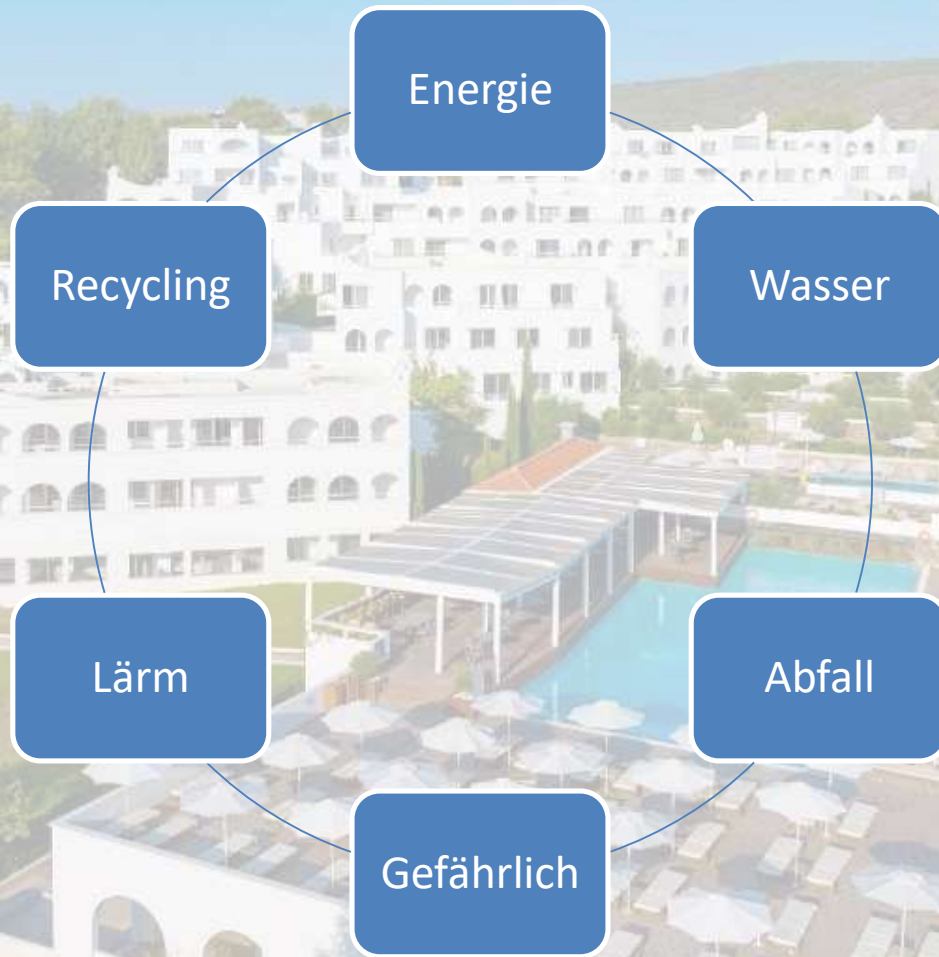 Energie
Wasser
Abfall
Gefährlich
Lärm
Recycling